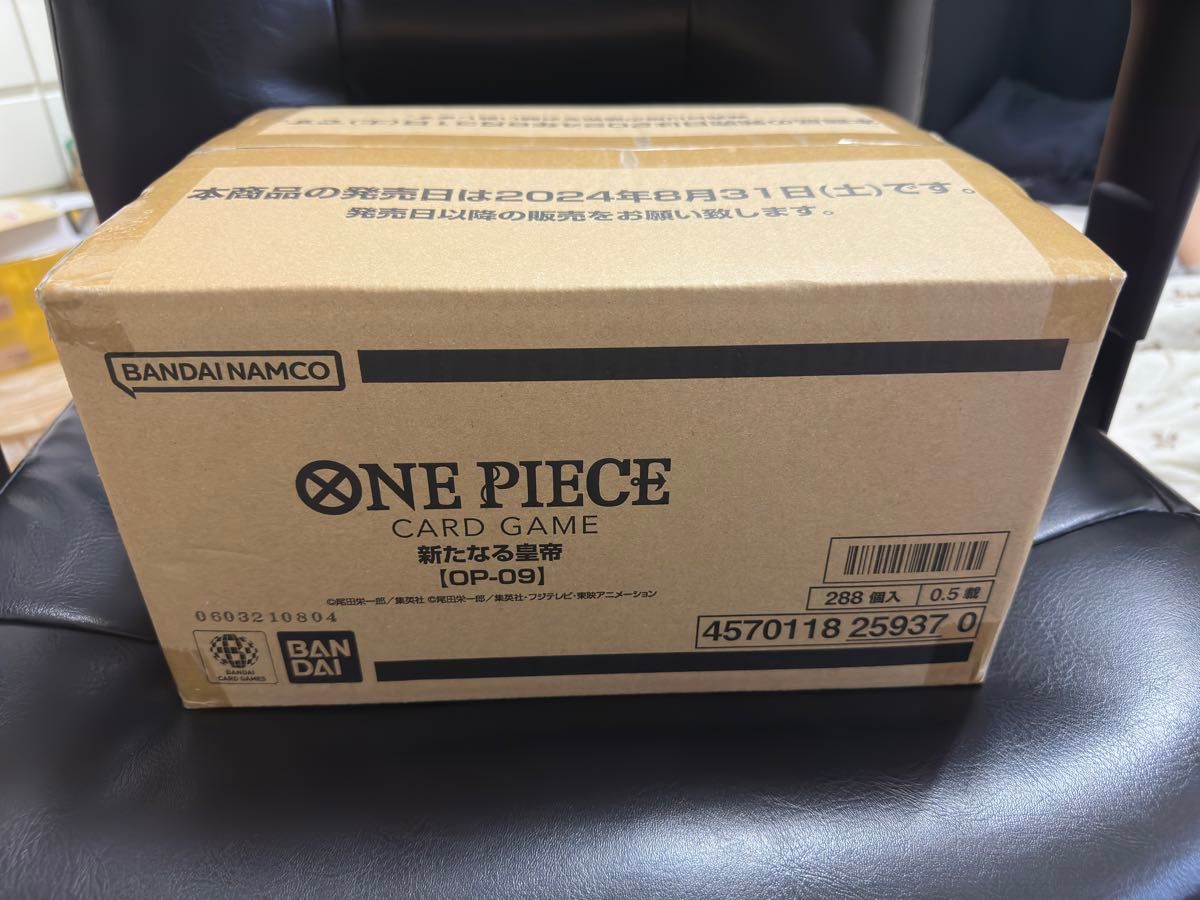 本商品の発売日は2024年8月31日(土)です。
発売日以降の販売をお願い致します。
BANDAI NAMCO
ONE PIECE
CARD GAME
新たなる皇帝
【OP-09】
©尾田栄一郎/集英社 ©尾田栄一郎/集英社・フジテレビ・東映アニメーション
0603210804
BANDAI
CARD GAMES
BAN
DAI
288 個入
0.5 載
4570118 25937 0